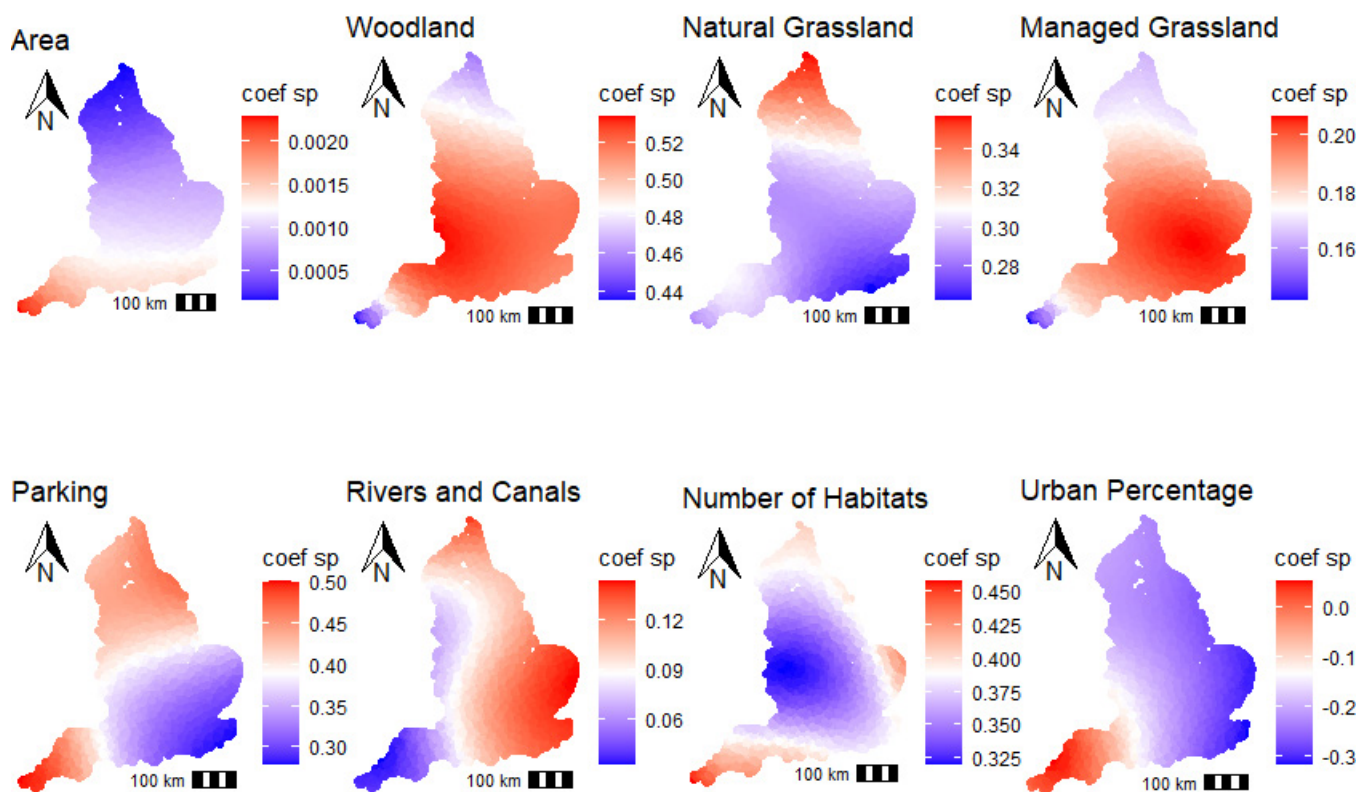 Area
N
coef sp
0.0020
0.0015
0.0010
0.0005
100 km
Woodland
N
coef sp
0.52
0.50
0.48
0.46
0.44
100 km
Natural Grassland
N
coef sp
0.34
0.32
0.30
0.28
100 km
Managed Grassland
N
coef sp
0.20
0.18
0.16
100 km
Parking
N
coef sp
0.50
0.45
0.40
0.35
0.30
100 km
Rivers and Canals
N
coef sp
0.12
0.09
0.06
100 km
Number of Habitats
N
coef sp
0.450
0.425
0.400
0.375
0.350
0.325
100 km
Urban Percentage
N
coef sp
0.0
-0.1
-0.2
-0.3
100 km